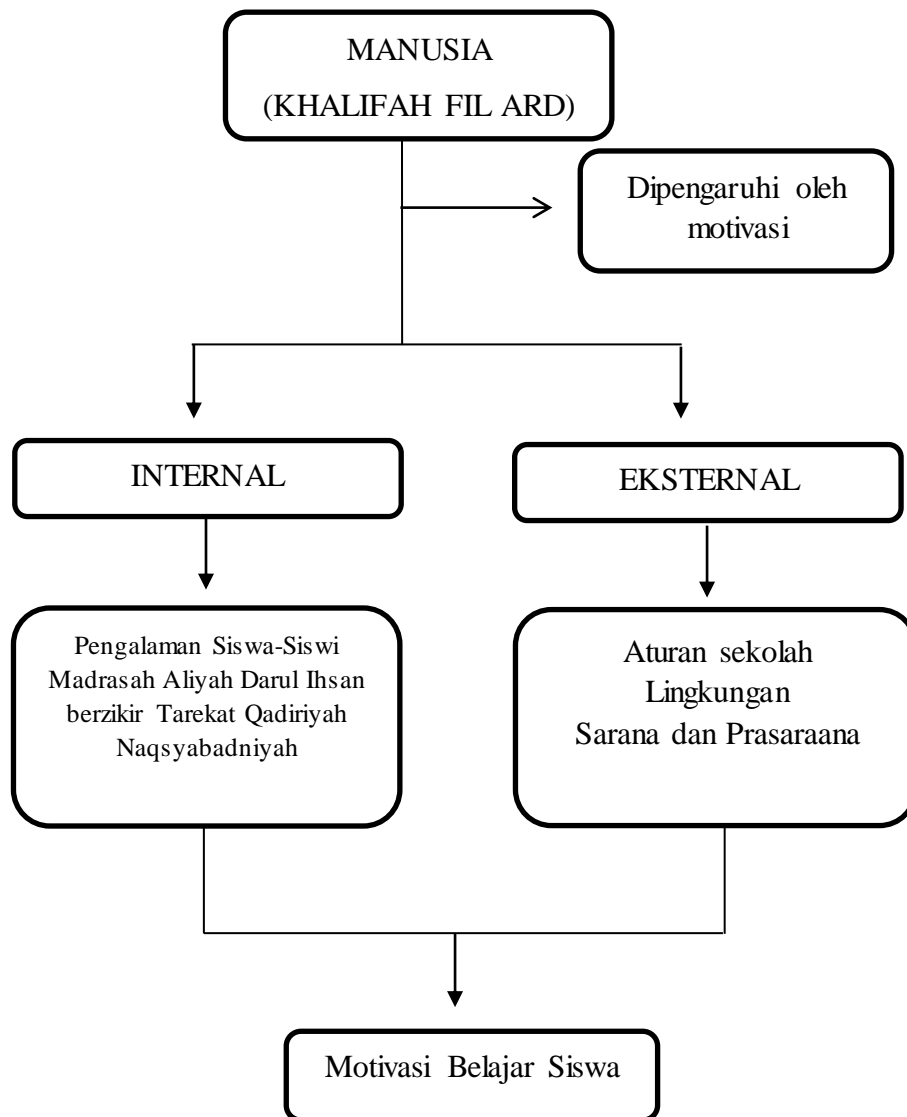 MANUSIA
(KHALIFAH FIL ARD)
Dipengaruhi oleh
motivasi
INTERNAL
EKSTERNAL
Pengalaman Siswa-Siswi
Madrasah Aliyah Darul Ihsan
berzikir Tarekat Qadiriyah
Naqsyabadniyah
Aturan sekolah
Lingkungan
Sarana dan Prasaraana
Motivasi Belajar Siswa